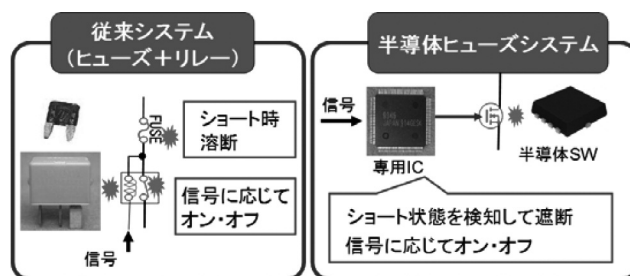 従来システム
(ヒューズ+リレー)
FUSE
ショート時
溶断
信号に応じて
オン・オフ
信号
半導体ヒューズシステム
信号
専用IC
半導体SW
ショート状態を検知して遮断
信号に応じてオン・オフ